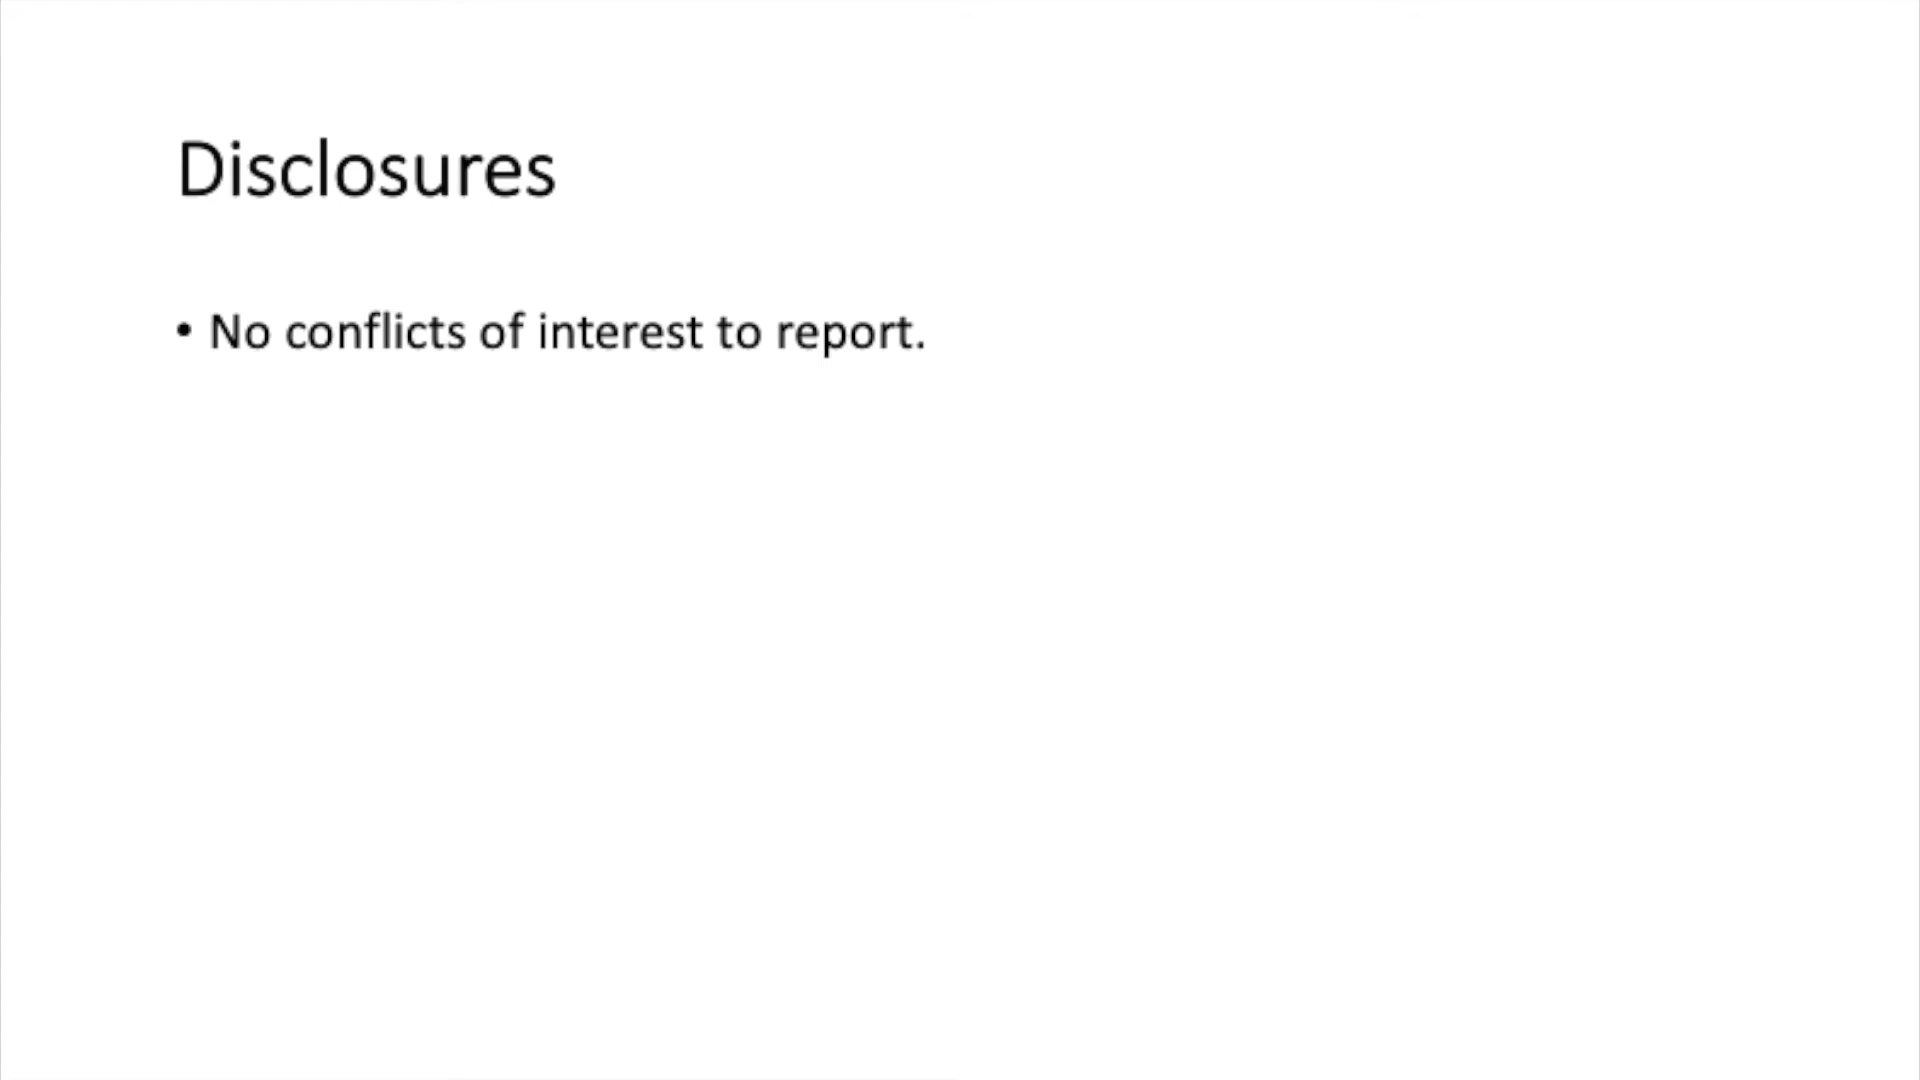 Disclosures
• No conflicts of interest to report.